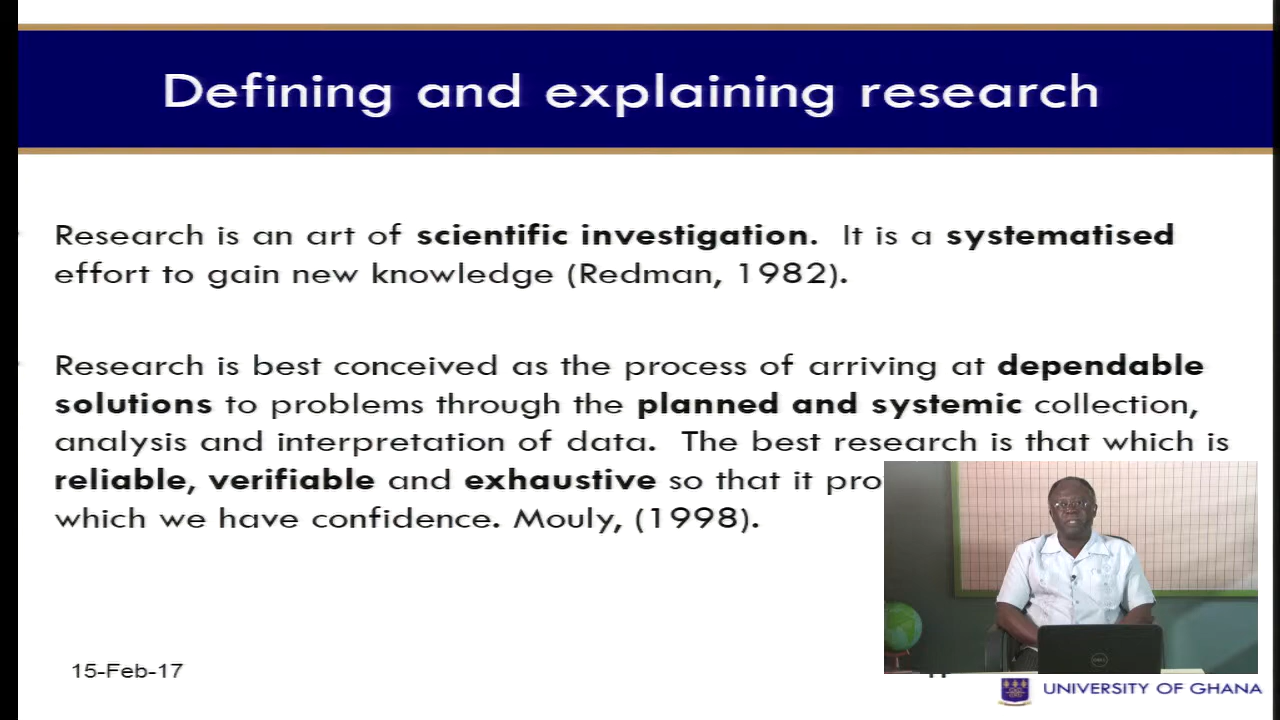 Defining and explaining research
Research is an art of scientific investigation. It is a systematised
effort to gain new knowledge (Redman, 1982).
Research is best conceived as the process of arriving at dependable
solutions to problems through the planned and systemic collection,
analysis and interpretation of data. The best research is that which is
reliable, verifiable and exhaustive so that it pro
which we have confidence. Mouly, (1998).
15-Feb-17
DELL
UNIVERSITY OF GHANA